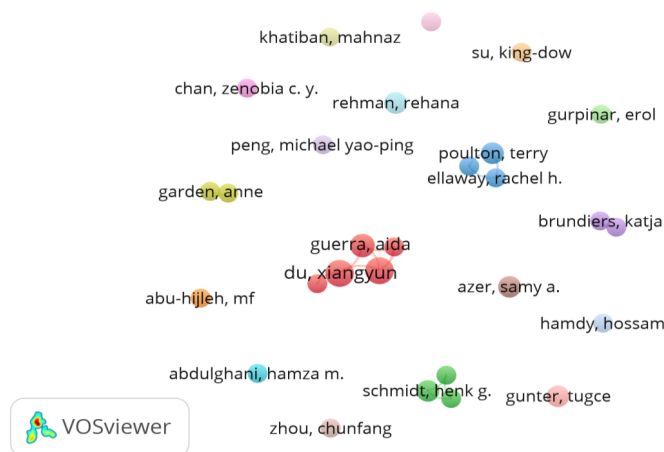 khatiban, mahnaz
su, king-dow
chan, zenobia c. y.
rehman, rehana
gurpinar, erol
peng, michael yao-ping
poulton, terry
ellaway, rachel h.
garden, anne
brundiers, katja
guerra, aida
du, xiangyun
azer, samy a.
abu-hijleh, mf
hamdy, hossam
abdulghani, hamza m.
schmidt, henk g.
gunter, tugce
zhou, chunfang
VOSviewer